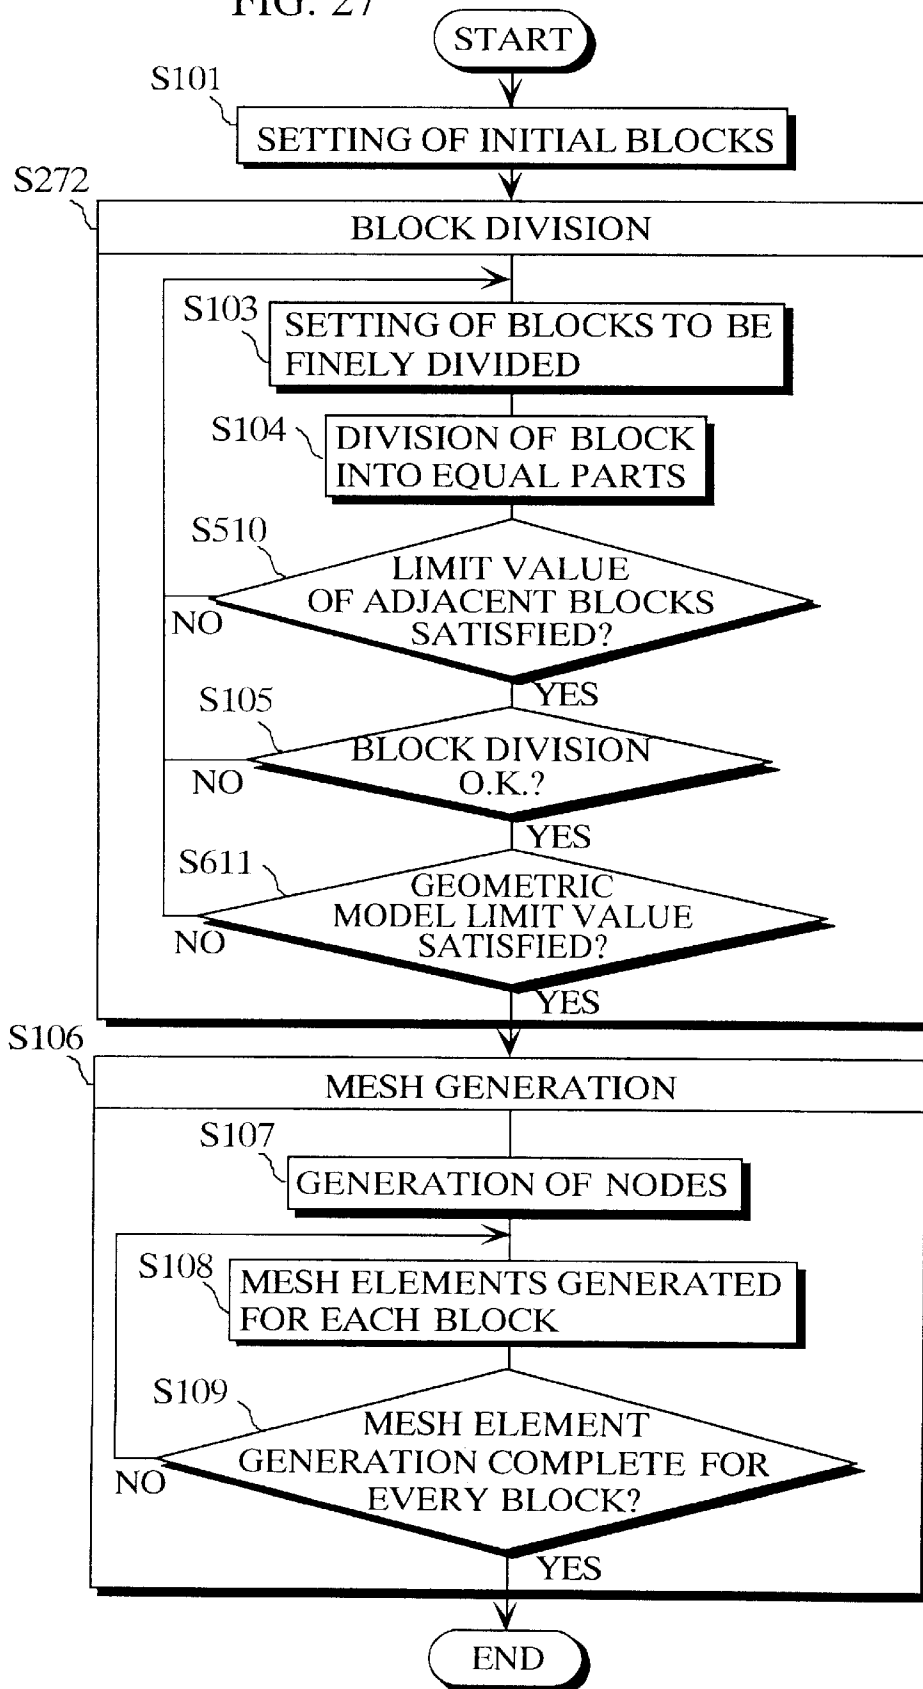 FIG. 27
START
S101
SETTING OF INITIAL BLOCKS
S272
BLOCK DIVISION
S103
SETTING OF BLOCKS TO BE
FINELY DIVIDED
S104
DIVISION OF BLOCK
INTO EQUAL PARTS
S510
LIMIT VALUE
OF ADJACENT BLOCKS
SATISFIED?
NO
YES
S105
BLOCK DIVISION
O.K.?
NO
YES
S611
GEOMETRIC
MODEL LIMIT VALUE
SATISFIED?
NO
YES
S106
MESH GENERATION
S107
GENERATION OF NODES
S108
MESH ELEMENTS GENERATED
FOR EACH BLOCK
S109
MESH ELEMENT
GENERATION COMPLETE FOR
EVERY BLOCK?
NO
YES
END